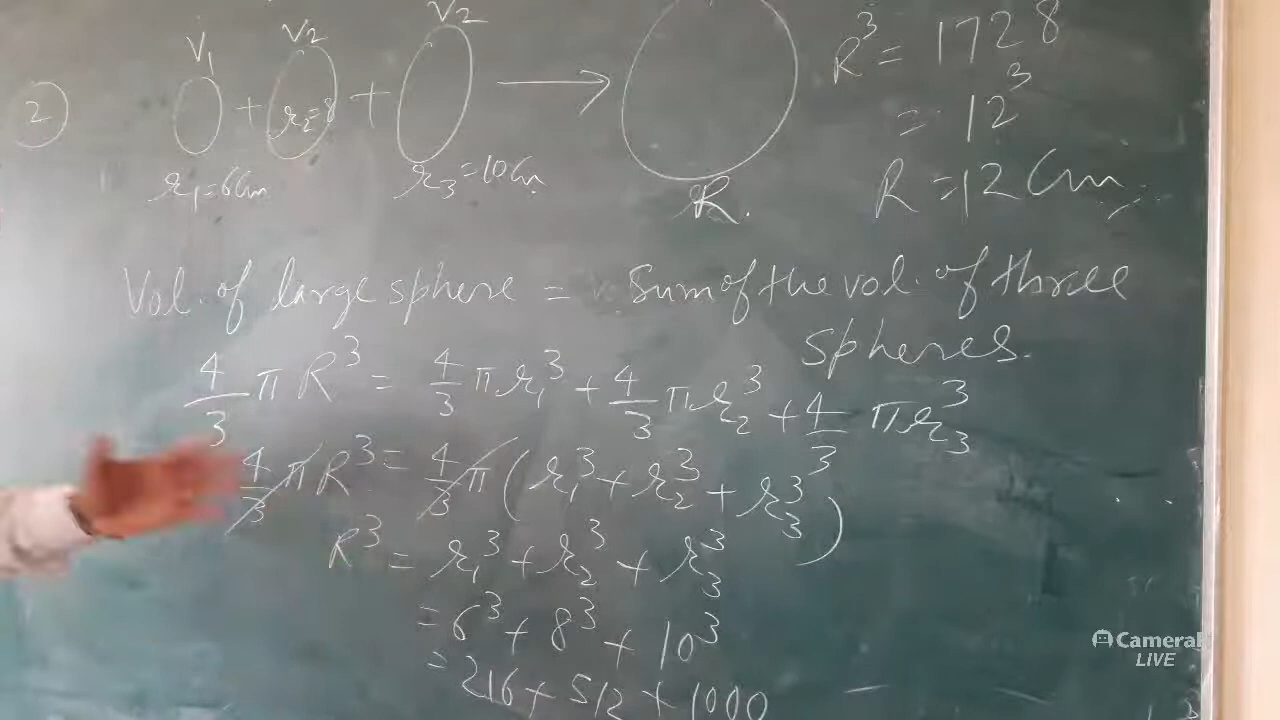 V₁ V₂ V₂
2 + r₂=8 + → R³ = 1728
= 12³
r₁=6cm r₃=10cm R. R = 12 cm
Vol. of large sphere = Sum of the vol. of three
spheres.
4/3 π R³ = 4/3 π r₁³ + 4/3 π r₂³ + 4/3 π r₃³
4/3 π R³ = 4/3 π (r₁³ + r₂³ + r₃³)
R³ = r₁³ + r₂³ + r₃³
= 6³ + 8³ + 10³
= 216 + 512 + 1000
Camera
LIVE